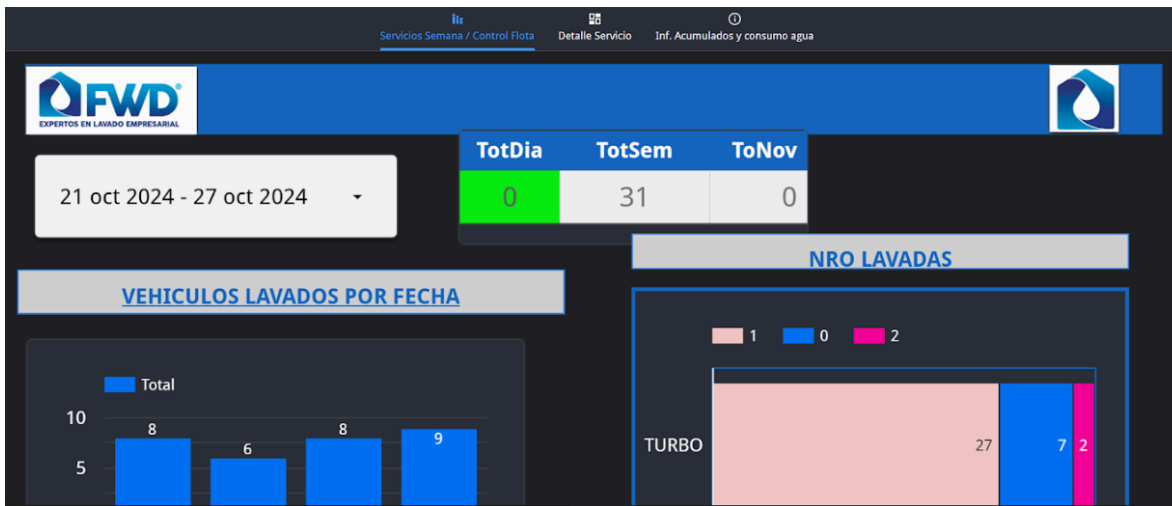 Servicios Semana / Control Flota
Detalle Servicio
Inf. Acumulados y consumo agua
FWD®
EXPERTOS EN LAVADO EMPRESARIAL
TotDia TotSem ToNov
0 31 0
21 oct 2024 - 27 oct 2024
NRO LAVADAS
VEHICULOS LAVADOS POR FECHA
1 0 2
TURBO 27 7 2
Total
10
8 6 8 9
5